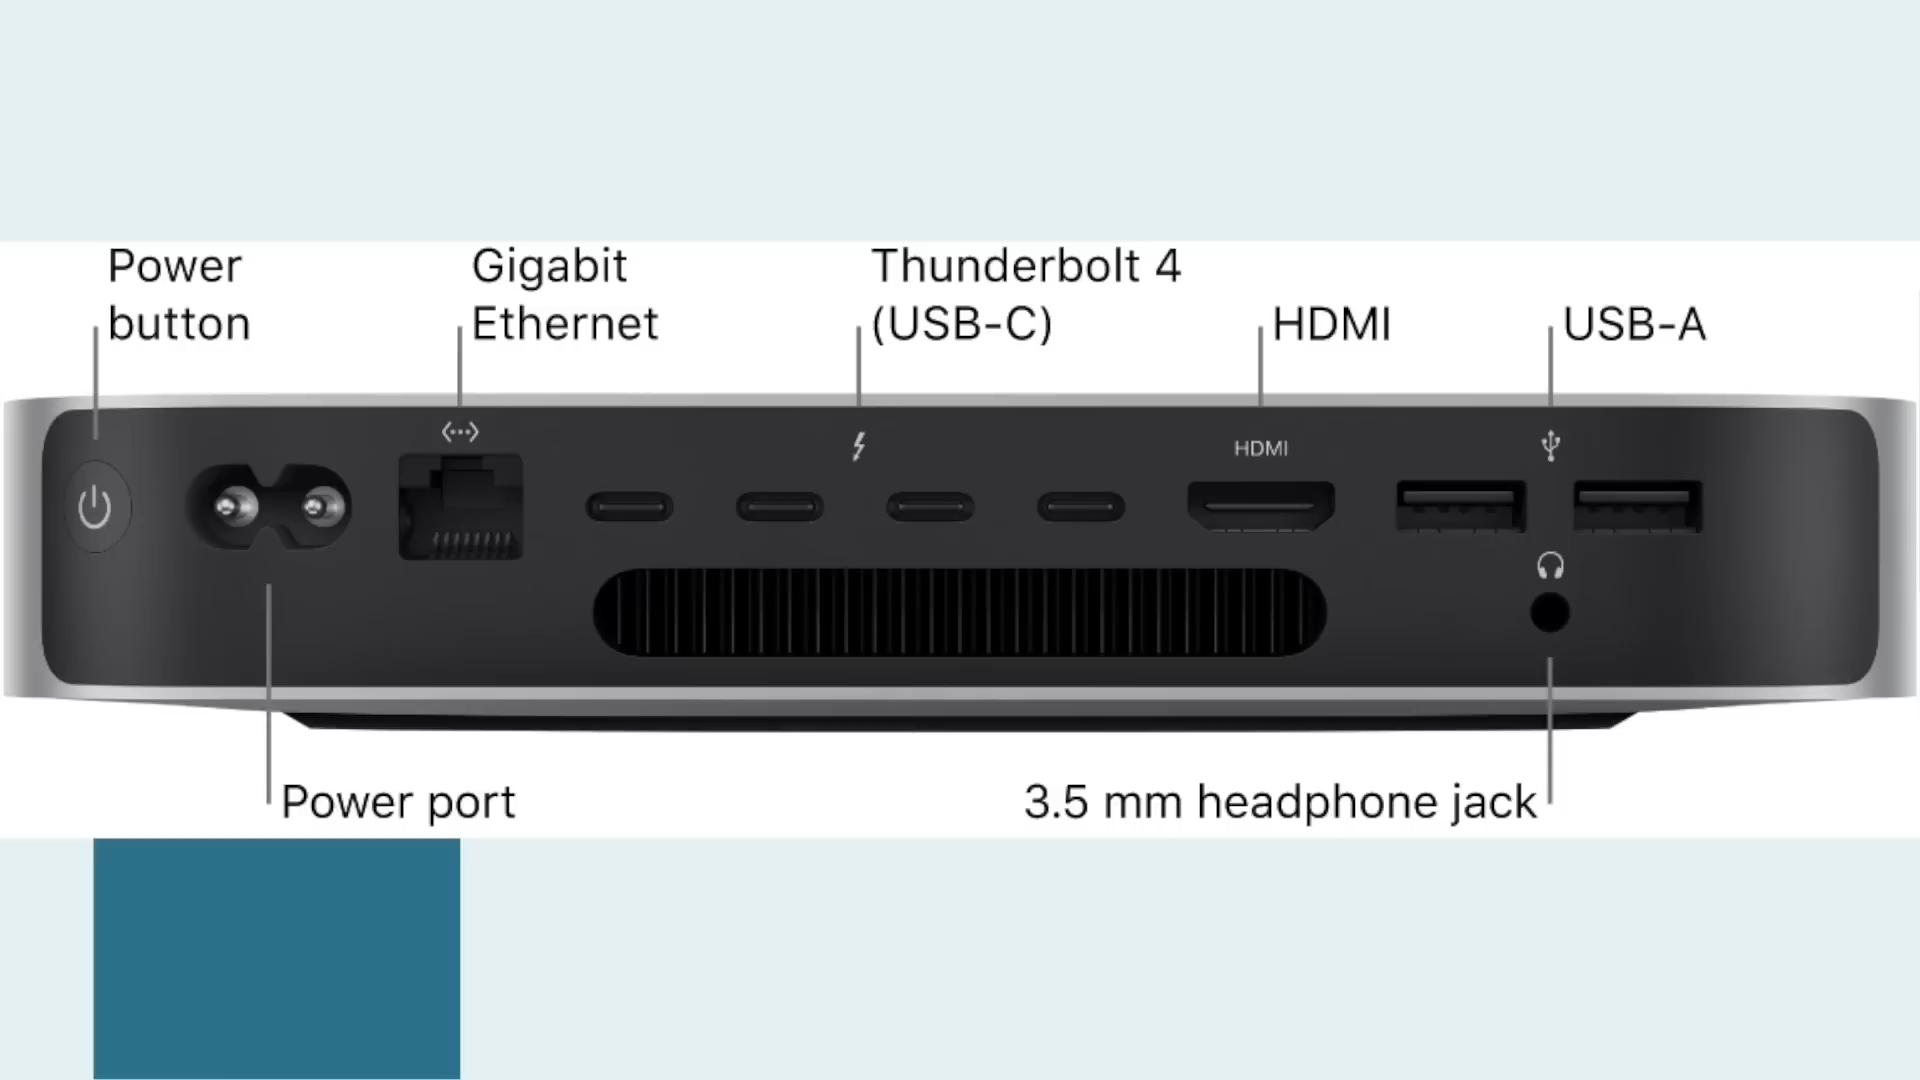 Power
button
Gigabit
Ethernet
Thunderbolt 4
(USB-C)
HDMI
USB-A
HDMI
Power port
3.5 mm headphone jack